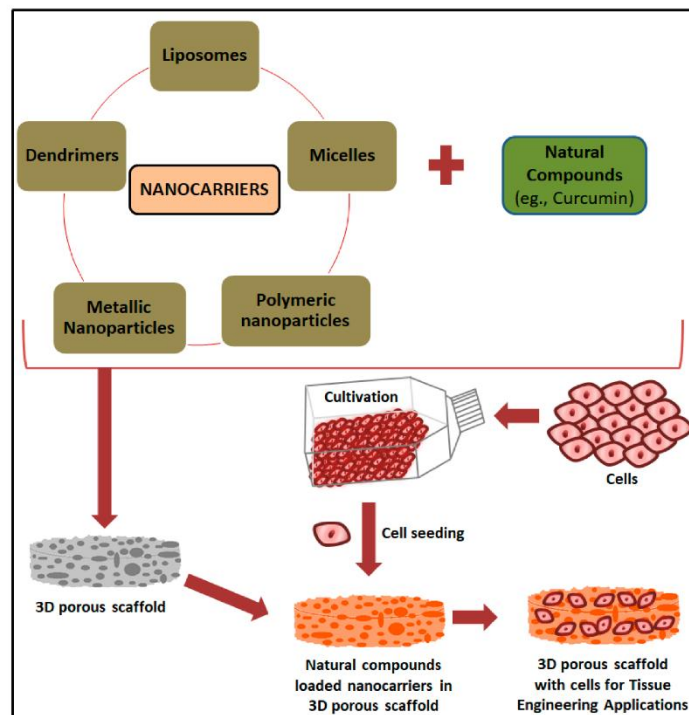 Liposomes
Dendrimers
Micelles
NANOCARRIERS
Natural
Compounds
(eg., Curcumin)
Metallic
Nanoparticles
Polymeric
nanoparticles
Cultivation
Cells
Cell seeding
3D porous scaffold
Natural compounds
loaded nanocarriers in
3D porous scaffold
3D porous scaffold
with cells for Tissue
Engineering Applications